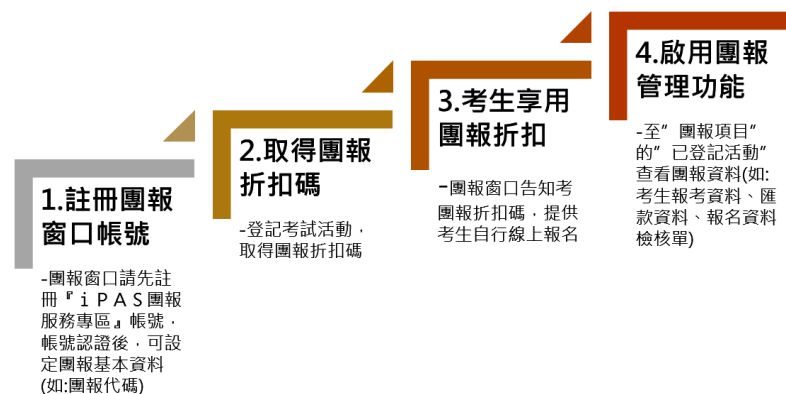 1.註冊團報
窗口帳號
-團報窗口請先註
冊『iPAS團報
服務專區』帳號，
帳號認證後，可設
定團報基本資料
(如:團報代碼)
2.取得團報
折扣碼
-登記考試活動，
取得團報折扣碼
3.考生享用
團報折扣
-團報窗口告知考
團報折扣碼，提供
考生自行線上報名
4.啟用團報
管理功能
-至”團報項目”
的”已登記活動”
查看團報資料(如:
考生報考資料、匯
款資料、報名資料
檢核單)